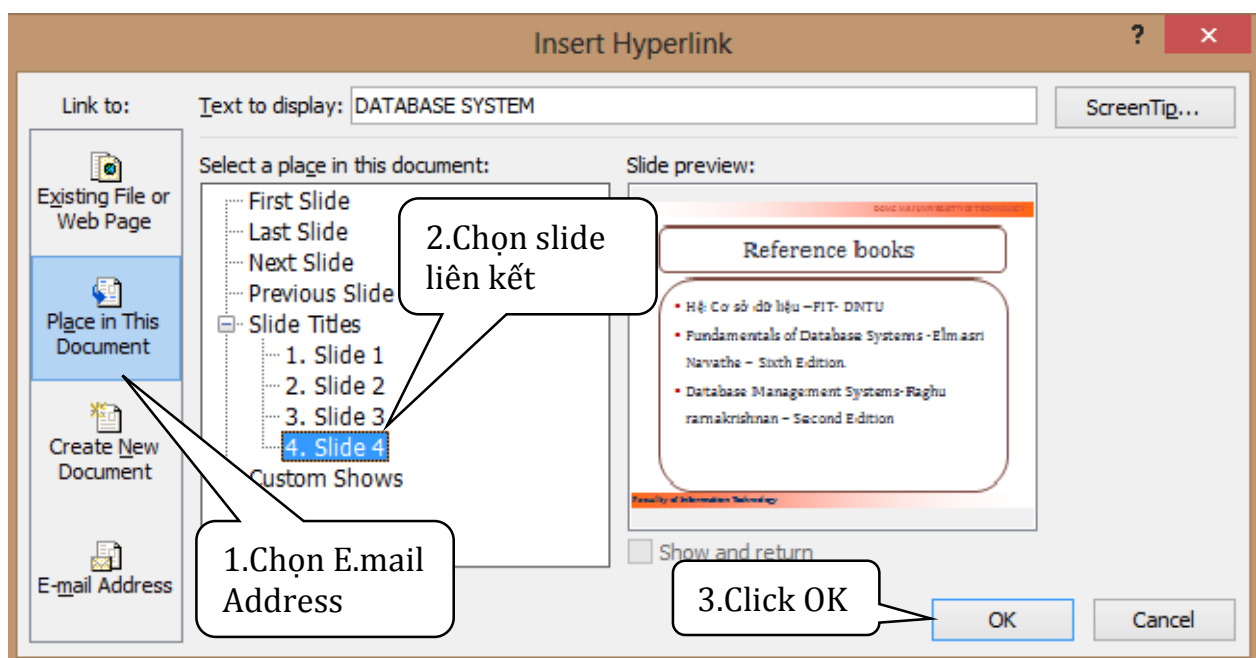 Insert Hyperlink
?
×
Link to:
Text to display: DATABASE SYSTEM
ScreenTip...
Existing File or
Web Page
Place in This
Document
Create New
Document
E-mail Address
Select a place in this document:
First Slide
Last Slide
Next Slide
Previous Slide
Slide Titles
1. Slide 1
2. Slide 2
3. Slide 3
4. Slide 4
Custom Shows
2.Chọn slide
liên kết
1.Chọn E.mail
Address
Slide preview:
DONG NAI UNIVERSITY OF TECHNOLOGY
Reference books
• Hệ Cơ sở dữ liệu –FIT- DNTU
• Fundamentals of Database Systems -Elmasri
Navathe – Sixth Edition.
• Database Management Systems-Raghu
ramakrishnan – Second Edition
Faculty of Information Technology
Show and return
3.Click OK
OK
Cancel